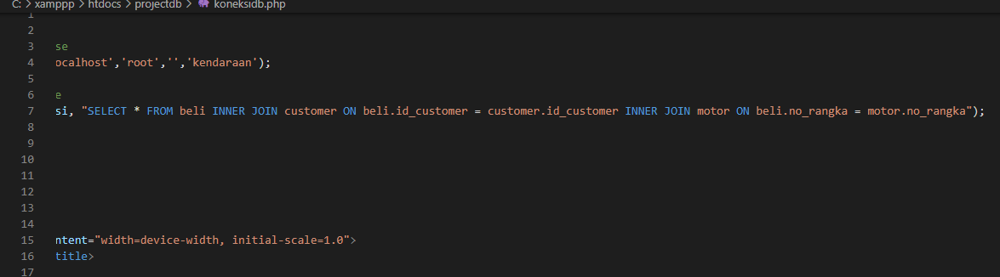 C: > xamppp > htdocs > projectdb > koneksidb.php
1
2
3 se
4 ocalhost','root','','kendaraan');
5
6 e
7 si, "SELECT * FROM beli INNER JOIN customer ON beli.id_customer = customer.id_customer INNER JOIN motor ON beli.no_rangka = motor.no_rangka");
8
9
10
11
12
13
14
15 ntent="width=device-width, initial-scale=1.0">
16 title>
17